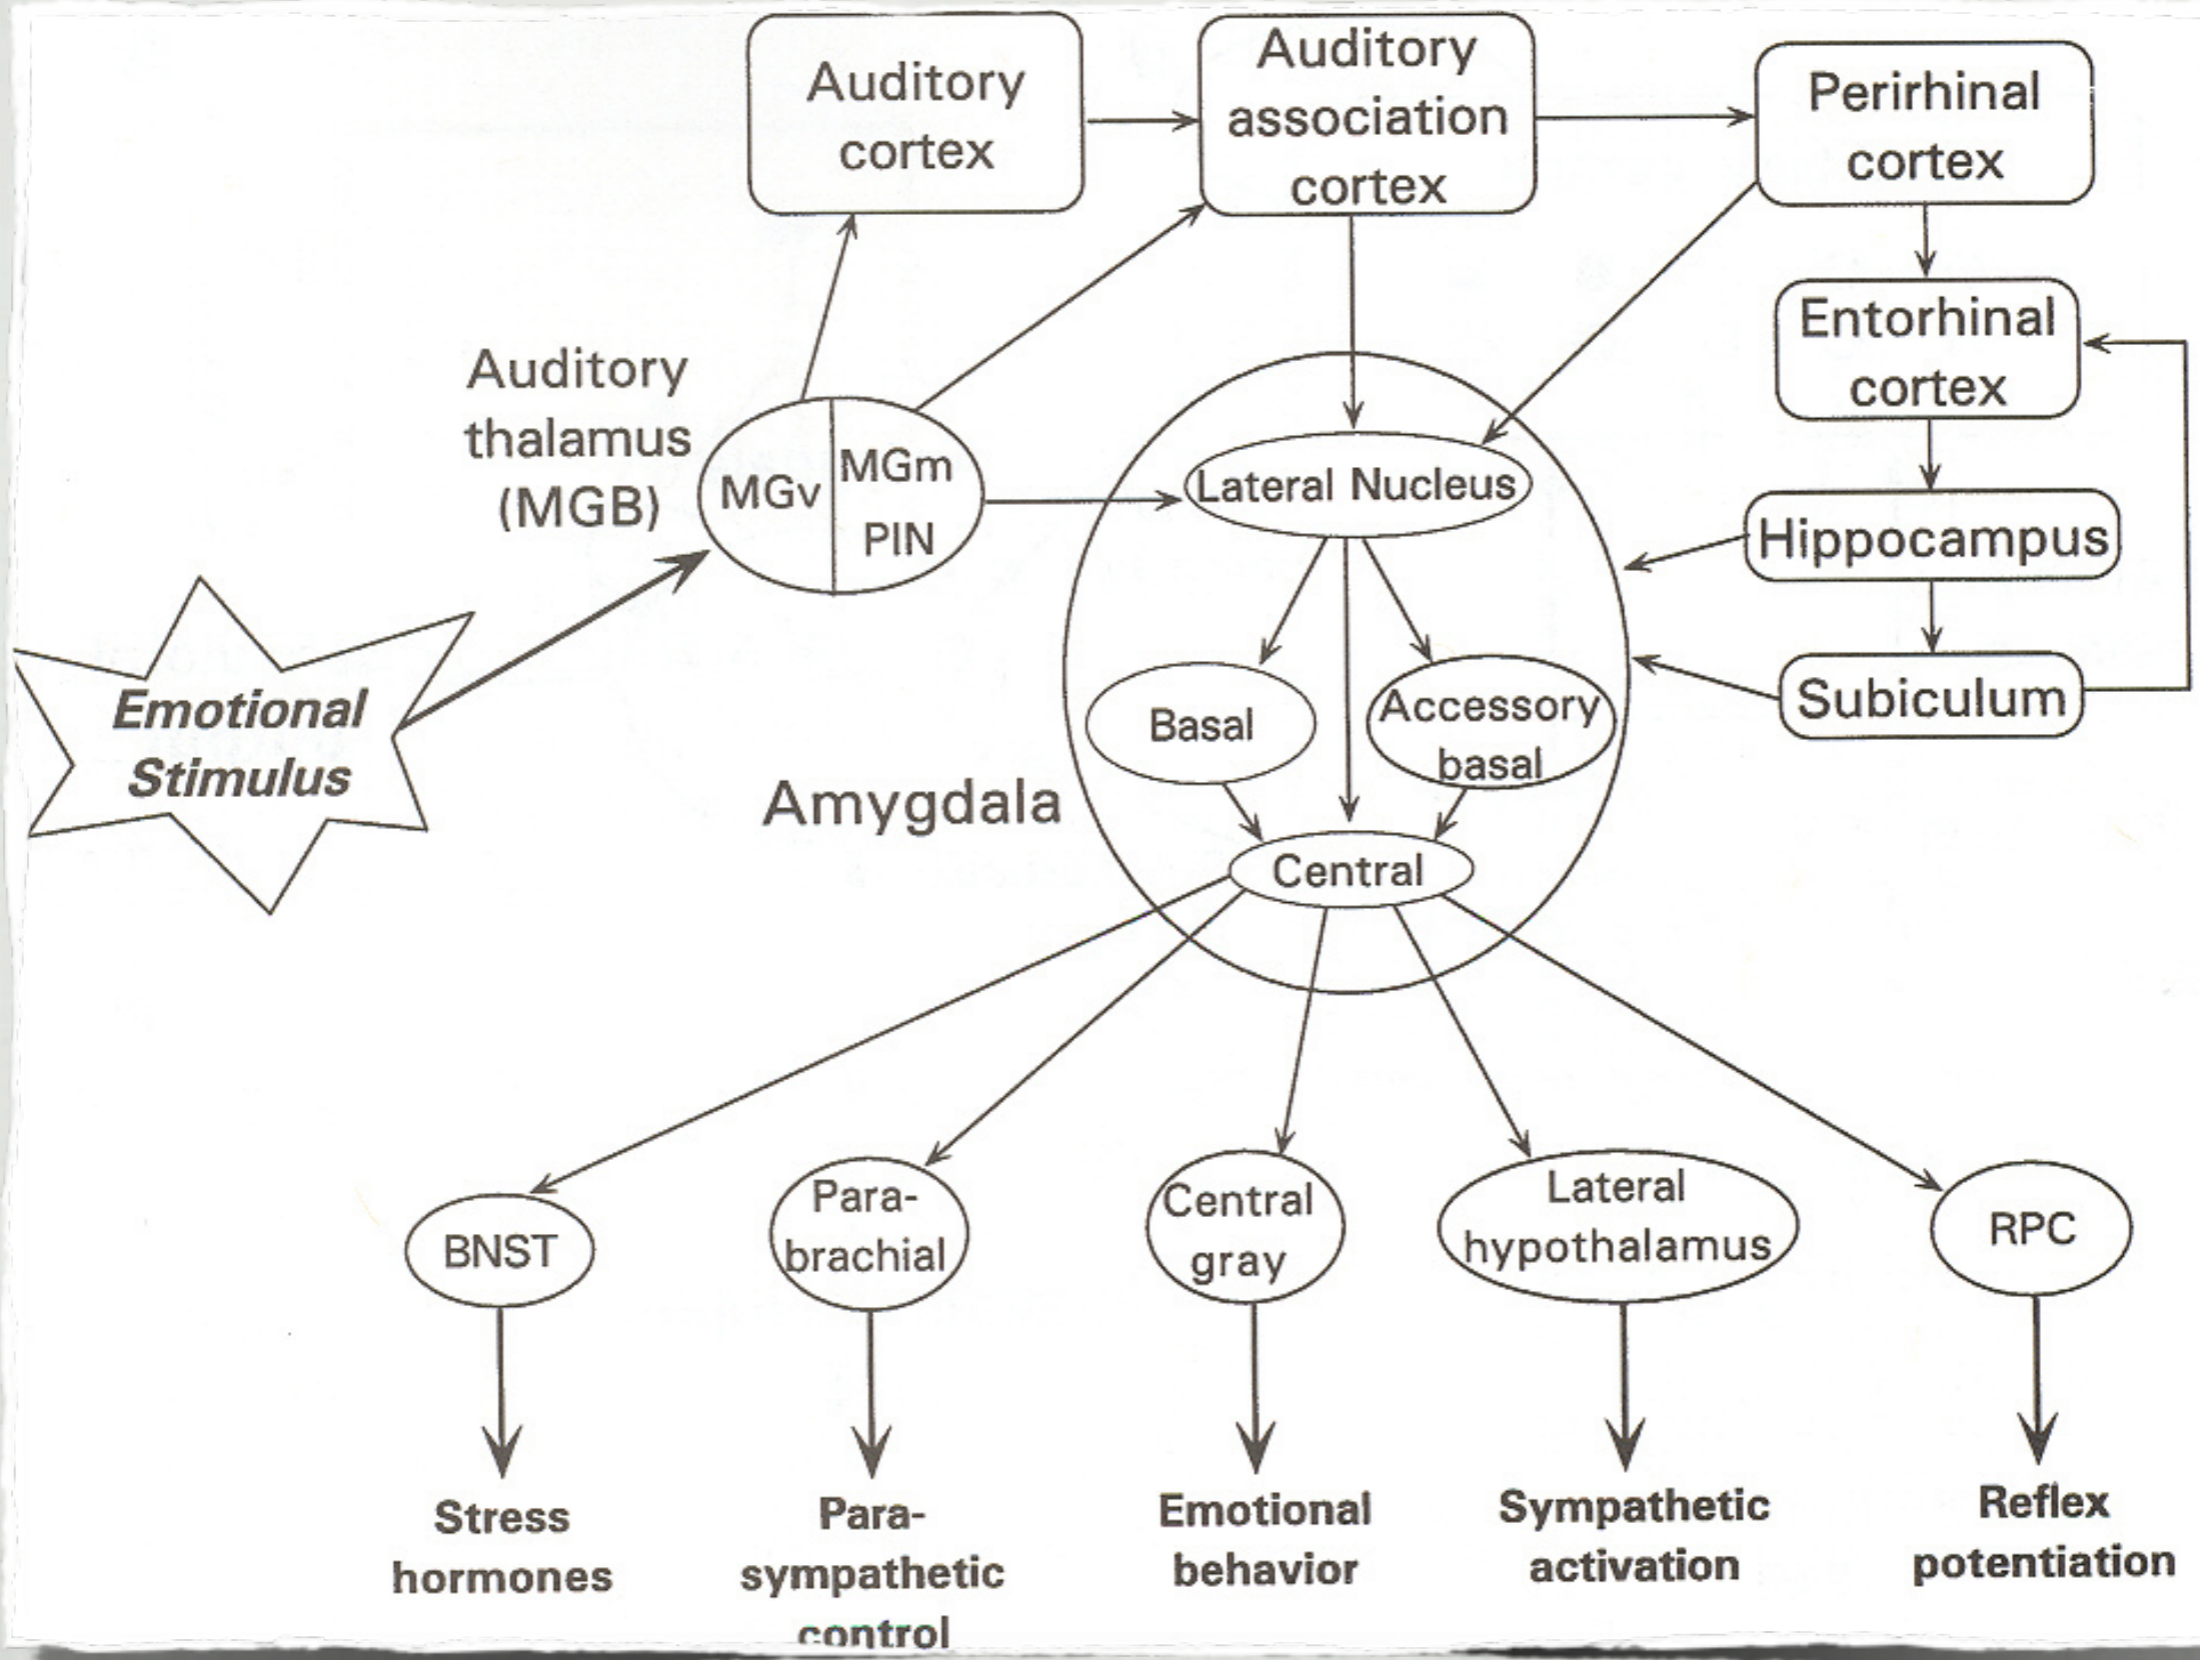 Auditory
cortex
Auditory
association
cortex
Perirhinal
cortex
Entorhinal
cortex
Auditory
thalamus
(MGB)
MGv
MGm
PIN
Lateral Nucleus
Hippocampus
Subiculum
Emotional
Stimulus
Basal
Accessory
basal
Amygdala
Central
BNST
Para-
brachial
Central
gray
Lateral
hypothalamus
RPC
Stress
hormones
Para-
sympathetic
control
Emotional
behavior
Sympathetic
activation
Reflex
potentiation